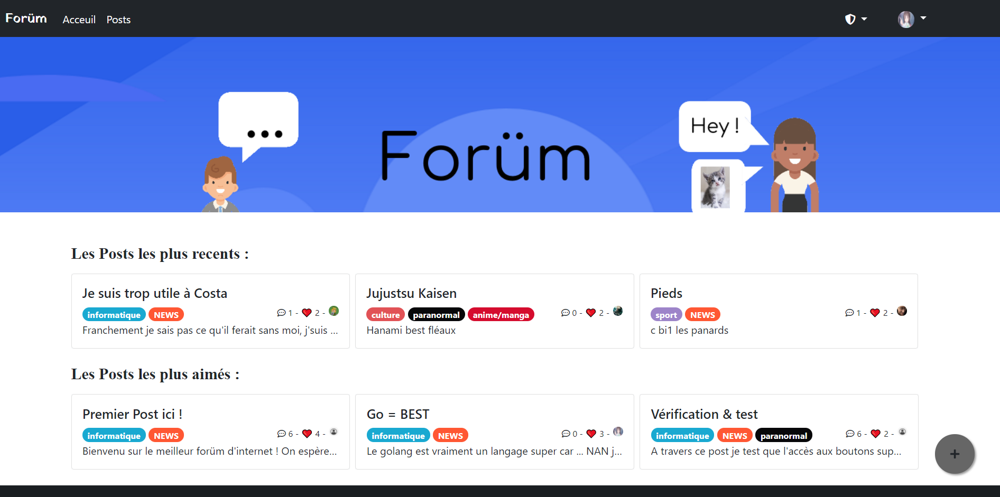 Forüm Acceuil Posts
...
Hey !
Forüm
Les Posts les plus recents :
Je suis trop utile à Costa
informatique NEWS 1 - 2 -
Franchement je sais pas ce qu'il ferait sans moi, j'suis ...
Jujustsu Kaisen
culture paranormal anime/manga 0 - 2 -
Hanami best fléaux
Pieds
sport NEWS 1 - 2 -
c bi1 les panards
Les Posts les plus aimés :
Premier Post ici !
informatique NEWS 6 - 4 -
Bienvenu sur le meilleur forüm d'internet ! On espère...
Go = BEST
informatique NEWS 0 - 3 -
Le golang est vraiment un langage super car ... NAN j...
Vérification & test
informatique NEWS paranormal 6 - 2 -
A travers ce post je test que l'accès aux boutons sup...
+